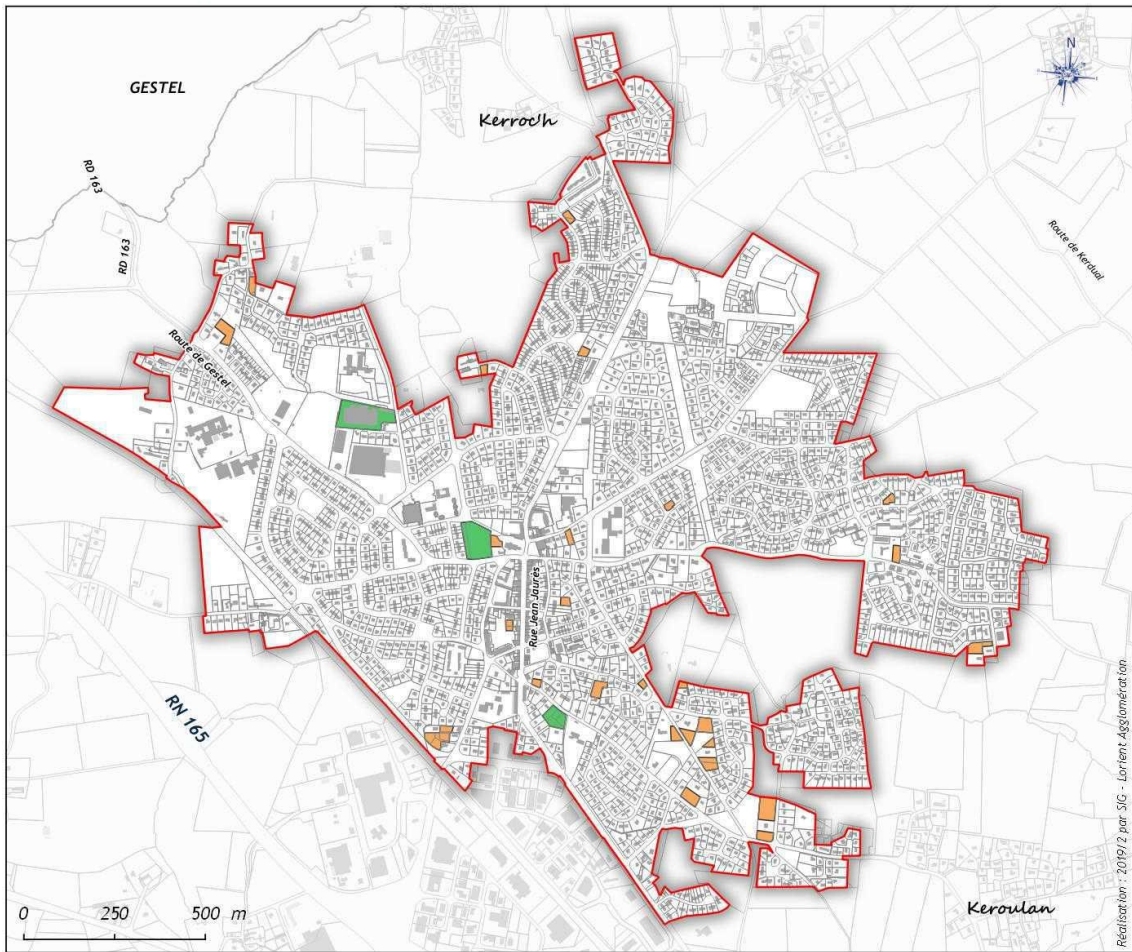 N
GESTEL
Kerroc'h
RD 163
RD 163
Route de Kerdual
Route de Gestel
Rue Jean Jaurès
RN 165
0 250 500 m
Keroulan
Réalisation : 2019/2 par SIG - Lorient Agglomération